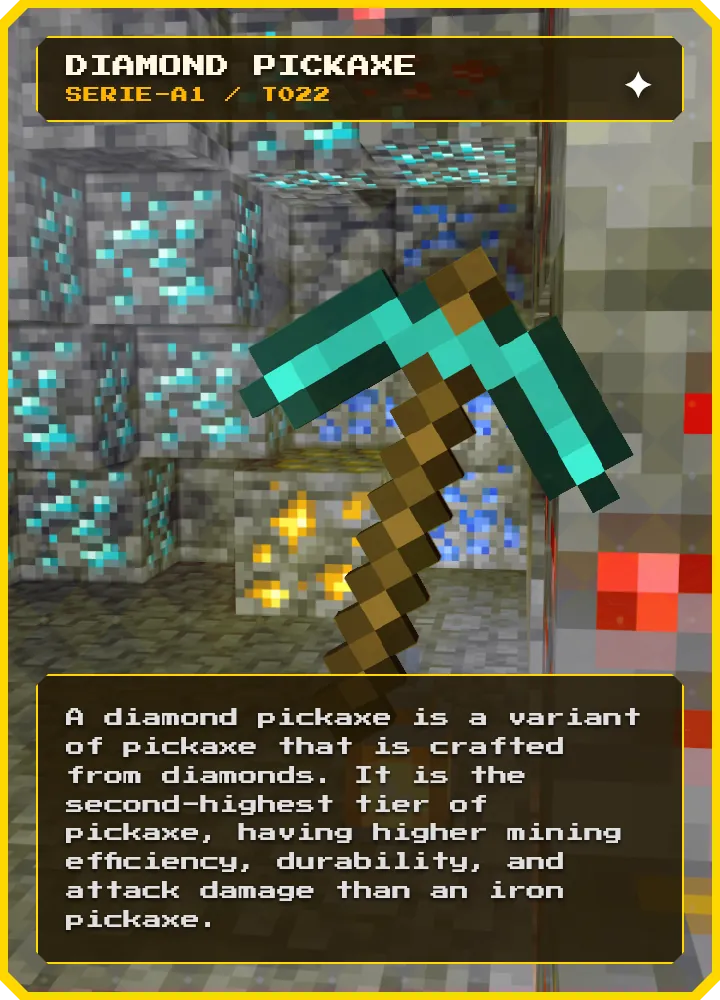 DIAMOND PICKAXE
SERIE-A1 / T022
A diamond pickaxe is a variant
of pickaxe that is crafted
from diamonds. It is the
second-highest tier of
pickaxe, having higher mining
efficiency, durability, and
attack damage than an iron
pickaxe.